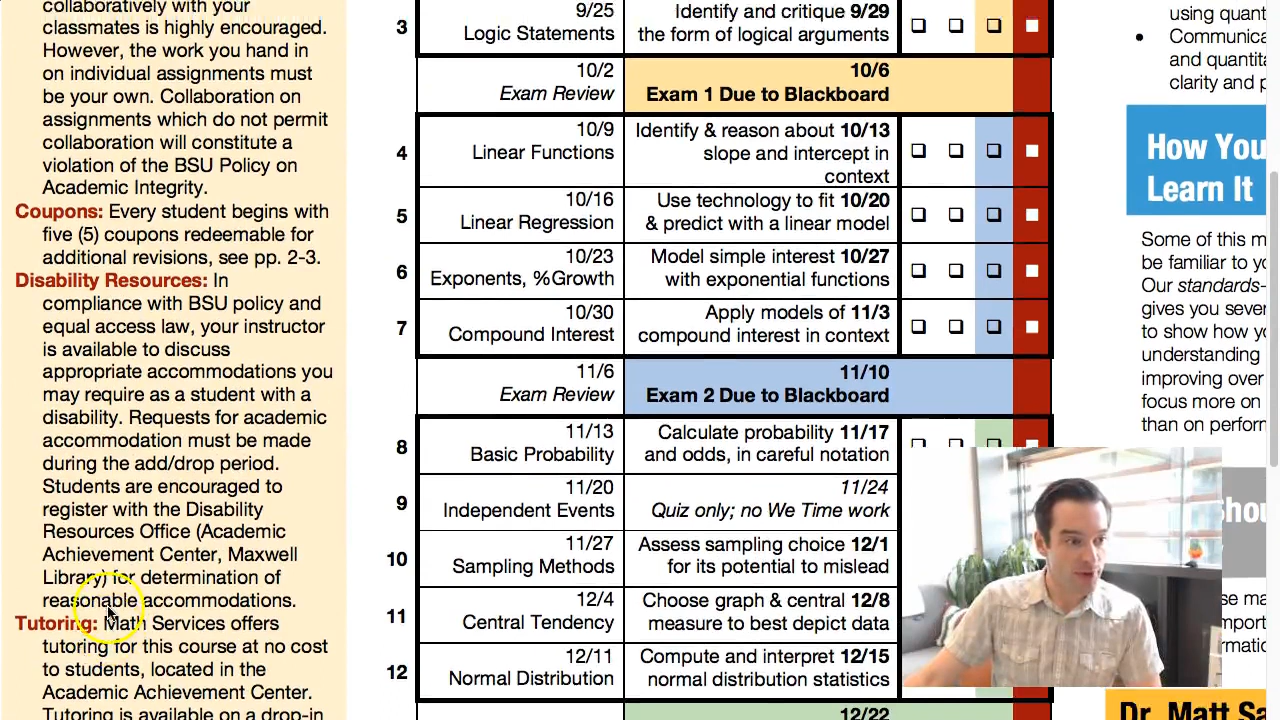 collaboratively with your
classmates is highly encouraged.
However, the work you hand in
on individual assignments must
be your own. Collaboration on
assignments which do not permit
collaboration will constitute a
violation of the BSU Policy on
Academic Integrity.
Coupons: Every student begins with
five (5) coupons redeemable for
additional revisions, see pp. 2-3.
Disability Resources: In
compliance with BSU policy and
equal access law, your instructor
is available to discuss
appropriate accommodations you
may require as a student with a
disability. Requests for academic
accommodation must be made
during the add/drop period.
Students are encouraged to
register with the Disability
Resources Office (Academic
Achievement Center, Maxwell
Library) for determination of
reasonable accommodations.
Tutoring: Math Services offers
tutoring for this course at no cost
to students, located in the
Academic Achievement Center.
Tutoring is available on a drop-in
9/25 Identify and critique 9/29
3 Logic Statements the form of logical arguments
10/2 10/6
Exam Review Exam 1 Due to Blackboard
10/9 Identify & reason about 10/13
4 Linear Functions slope and intercept in
context
10/16 Use technology to fit 10/20
5 Linear Regression & predict with a linear model
10/23 Model simple interest 10/27
6 Exponents, %Growth with exponential functions
10/30 Apply models of 11/3
7 Compound Interest compound interest in context
11/6 11/10
Exam Review Exam 2 Due to Blackboard
11/13 Calculate probability 11/17
8 Basic Probability and odds, in careful notation
11/20 11/24
9 Independent Events Quiz only; no We Time work
11/27 Assess sampling choice 12/1
10 Sampling Methods for its potential to mislead
12/4 Choose graph & central 12/8
11 Central Tendency measure to best depict data
12/11 Compute and interpret 12/15
12 Normal Distribution normal distribution statistics
12/22
using quant
• Communica
and quantita
clarity and p
How You
Learn It
Some of this m
be familiar to yo
Our standards-
gives you sever
to show how yo
understanding
improving over
focus more on
than on perform
Shou
se ma
mport
rmatic
Dr. Matt Sa